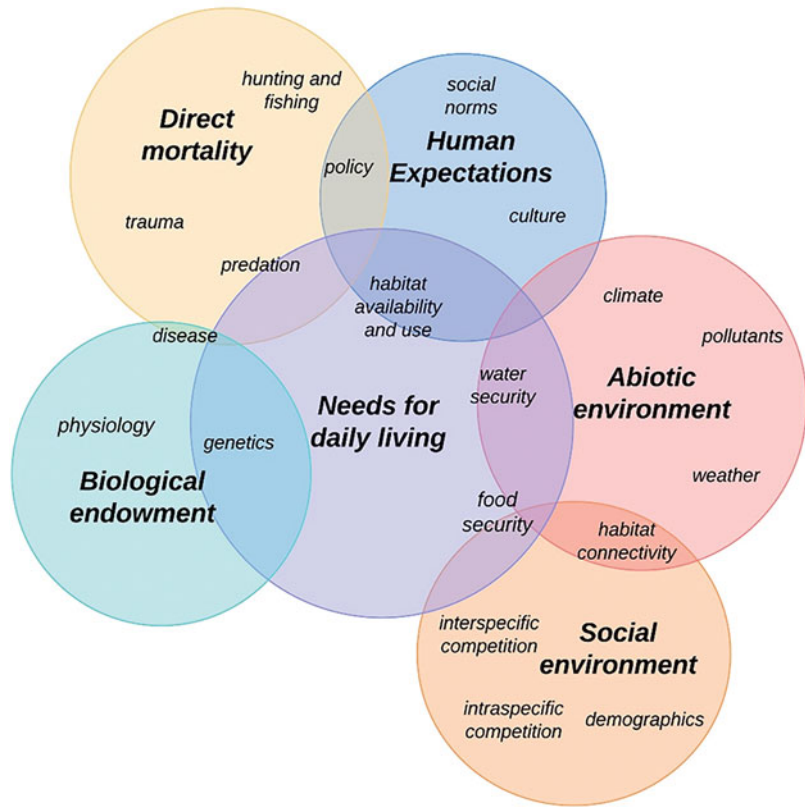 hunting and
fishing
Direct
mortality
trauma
predation
policy
social
norms
Human
Expectations
culture
habitat
availability
and use
disease
physiology
genetics
Biological
endowment
Needs for
daily living
water
security
food
security
climate
pollutants
Abiotic
environment
weather
habitat
connectivity
interspecific
competition
Social
environment
intraspecific
competition
demographics